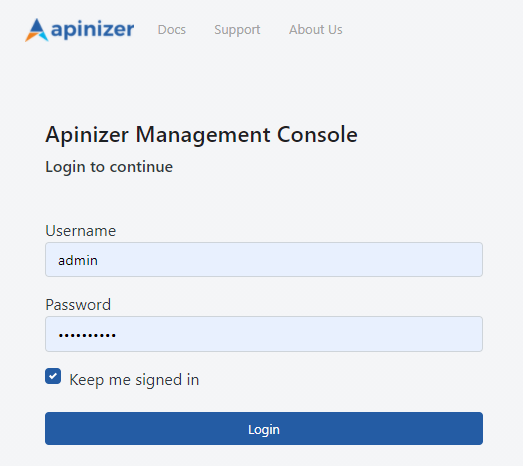 apinizer Docs Support About Us
Apinizer Management Console
Login to continue
Username
admin
Password
••••••••••
Keep me signed in
Login